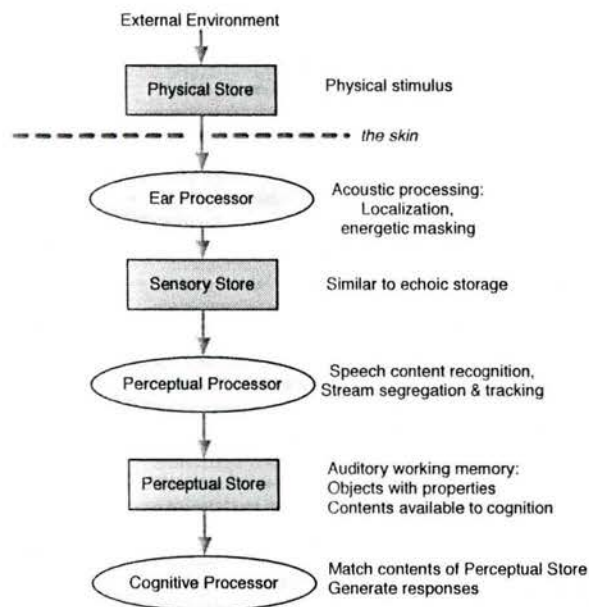 External Environment
Physical Store
Physical stimulus
the skin
Ear Processor
Acoustic processing:
Localization,
energetic masking
Sensory Store
Similar to echoic storage
Perceptual Processor
Speech content recognition,
Stream segregation & tracking
Perceptual Store
Auditory working memory:
Objects with properties
Contents available to cognition
Cognitive Processor
Match contents of Perceptual Store
Generate responses